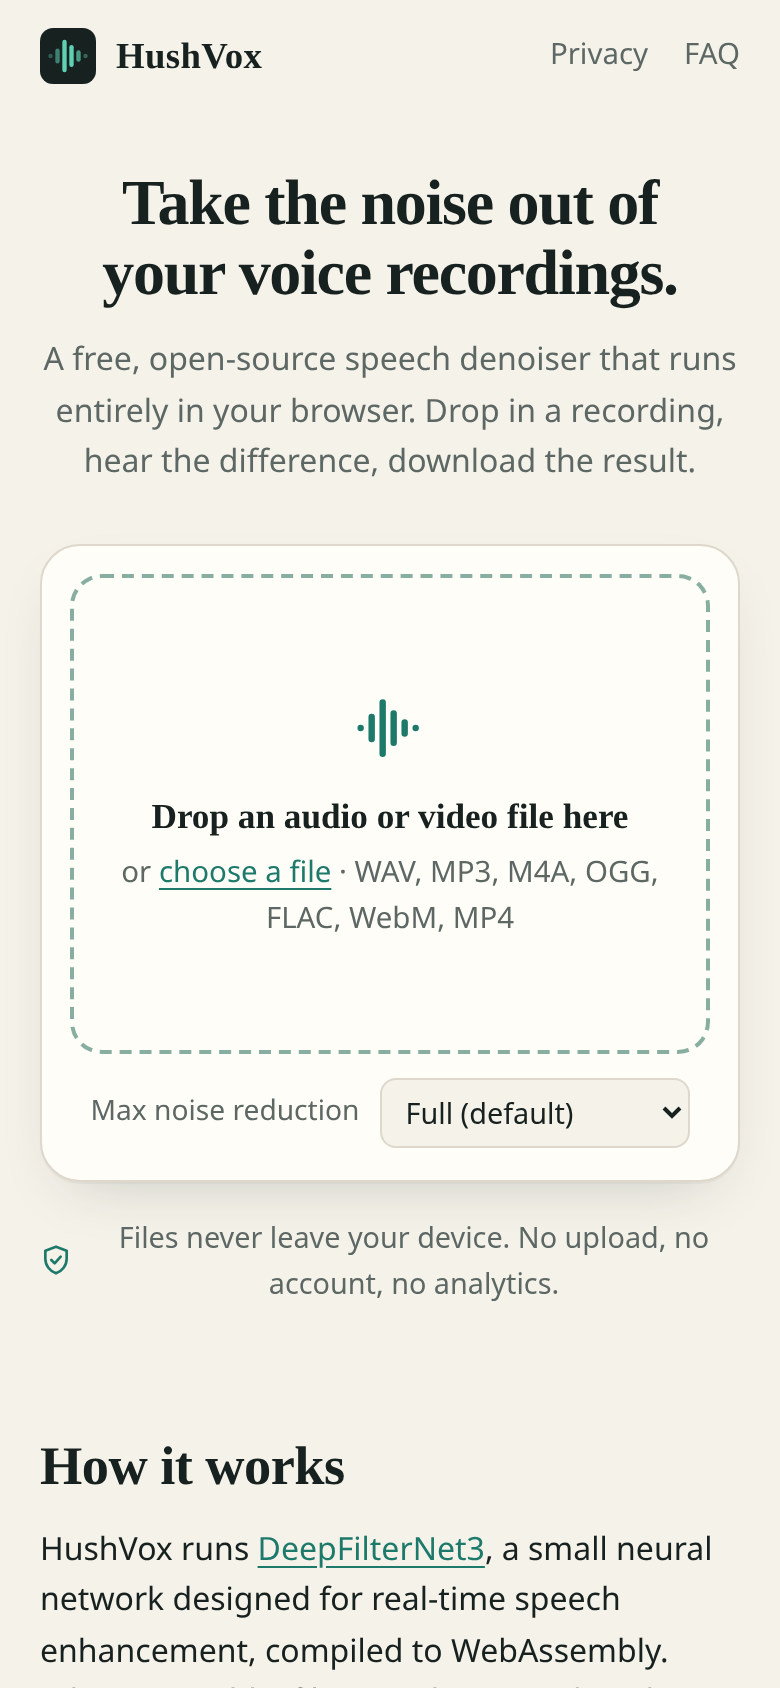 HushVox
Privacy FAQ
Take the noise out of
your voice recordings.
A free, open-source speech denoiser that runs
entirely in your browser. Drop in a recording,
hear the difference, download the result.
Drop an audio or video file here
or choose a file · WAV, MP3, M4A, OGG,
FLAC, WebM, MP4
Max noise reduction Full (default)
Files never leave your device. No upload, no
account, no analytics.
How it works
HushVox runs DeepFilterNet3, a small neural
network designed for real-time speech
enhancement, compiled to WebAssembly.